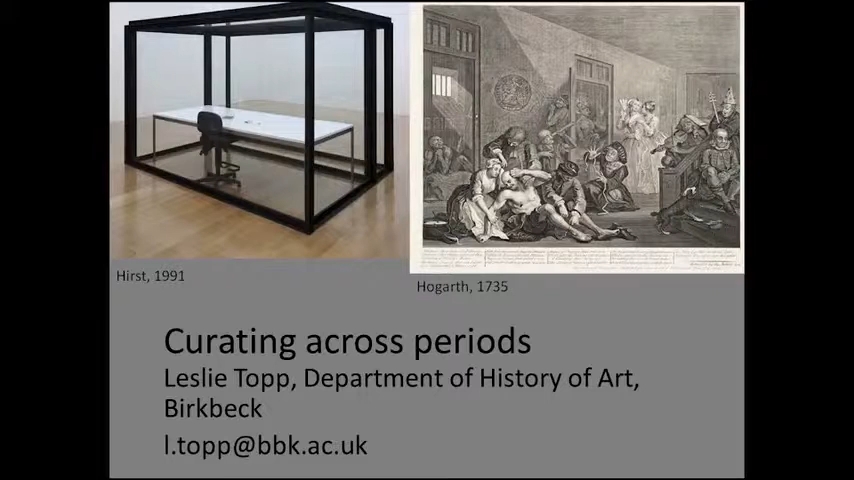 Hirst, 1991
Hogarth, 1735
Curating across periods
Leslie Topp, Department of History of Art,
Birkbeck
l.topp@bbk.ac.uk